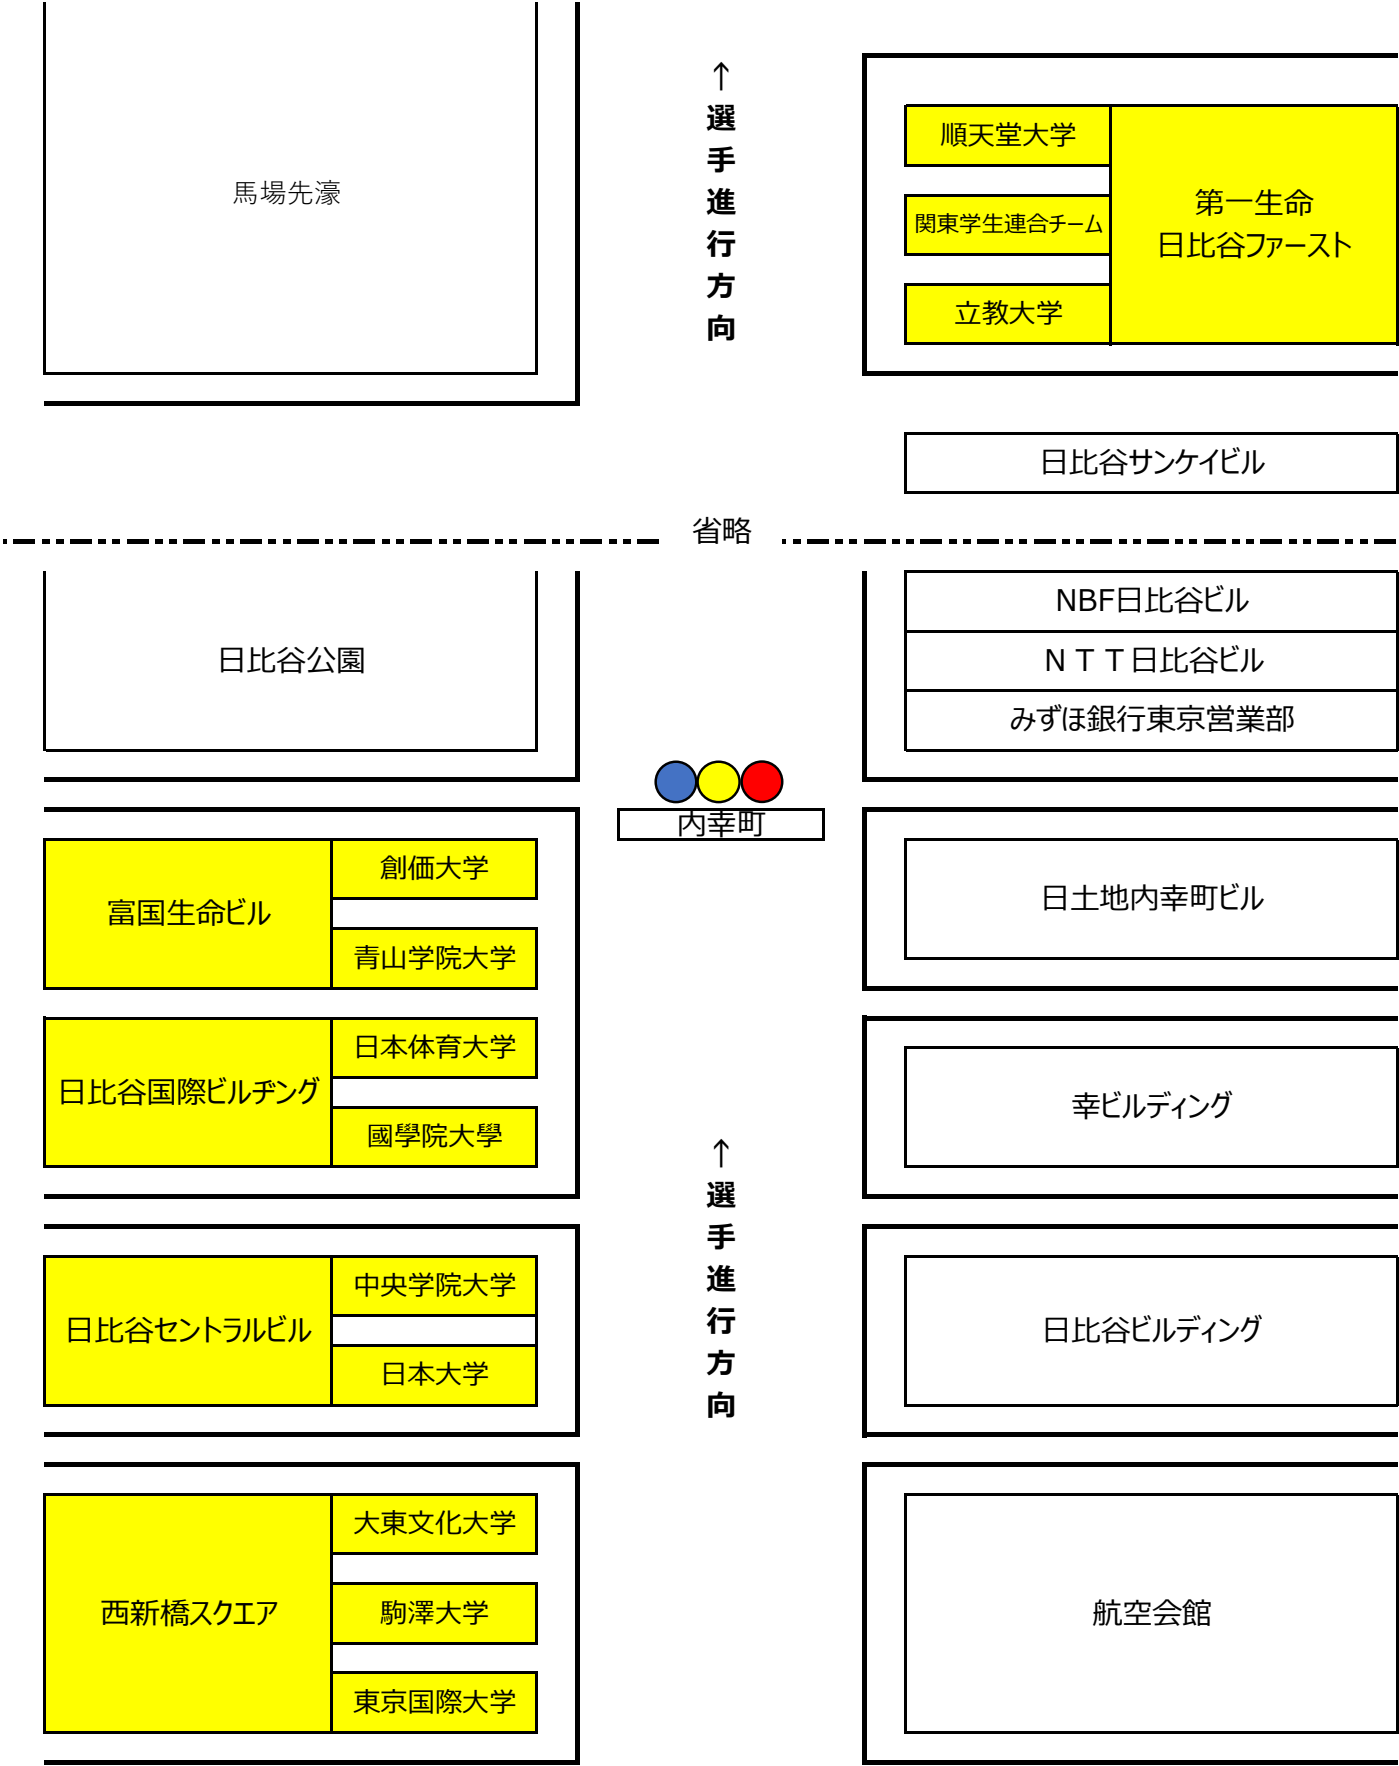 ↑
選
手
進
行
方
向
馬場先濠
順天堂大学
関東学生連合チーム
立教大学
第一生命
日比谷ファースト
日比谷サンケイビル
省略
日比谷公園
NBF日比谷ビル
ＮＴＴ日比谷ビル
みずほ銀行東京営業部
内幸町
富国生命ビル
創価大学
青山学院大学
日土地内幸町ビル
日比谷国際ビルヂング
日本体育大学
國學院大學
幸ビルディング
↑
選
手
進
行
方
向
日比谷セントラルビル
中央学院大学
日本大学
日比谷ビルディング
西新橋スクエア
大東文化大学
駒澤大学
東京国際大学
航空会館